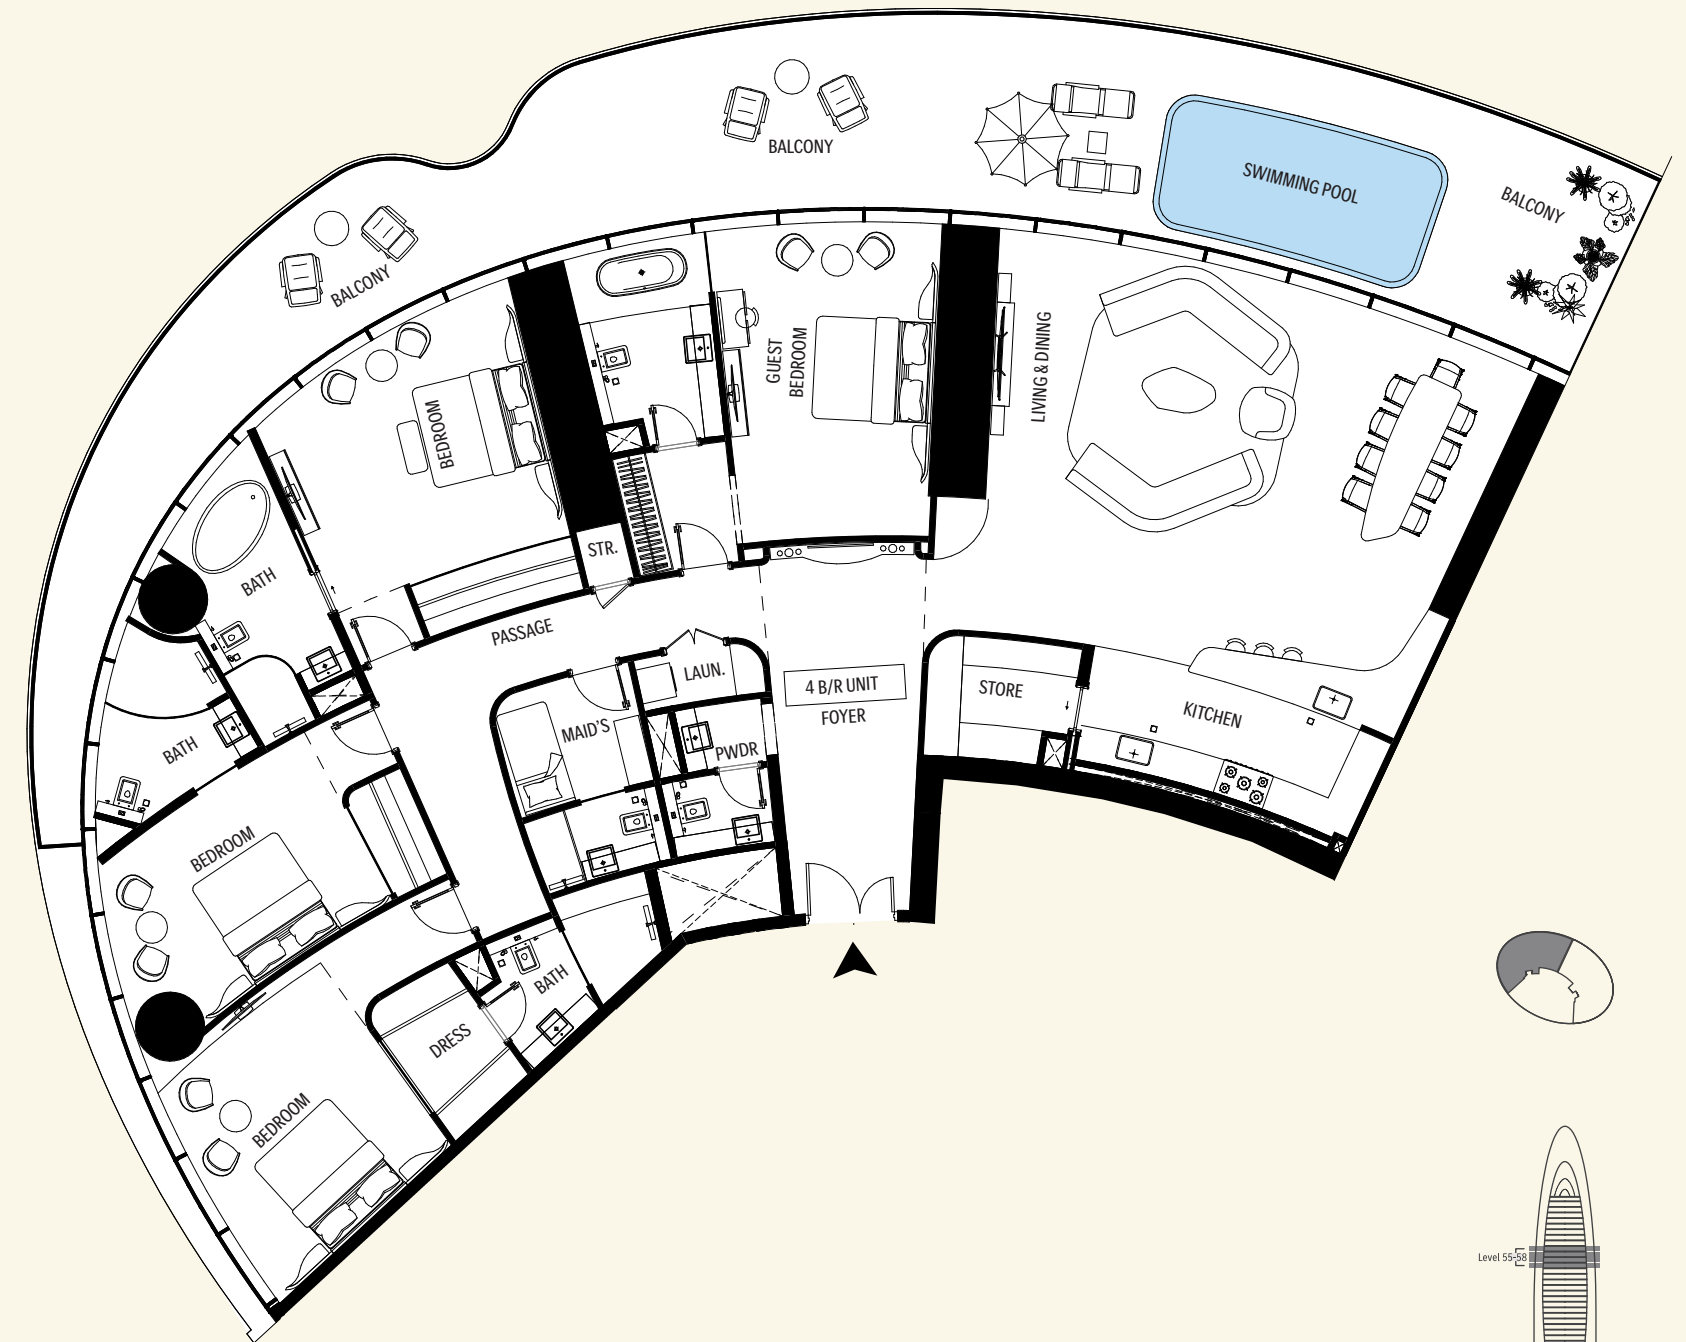 BALCONY
SWIMMING POOL
BALCONY
BALCONY
GUEST
BEDROOM
LIVING & DINING
BEDROOM
STR.
BATH
PASSAGE
LAUN.
4 B/R UNIT
FOYER
STORE
KITCHEN
MAID'S
PWDR
BATH
BEDROOM
BATH
DRESS
BEDROOM
Level 55-58